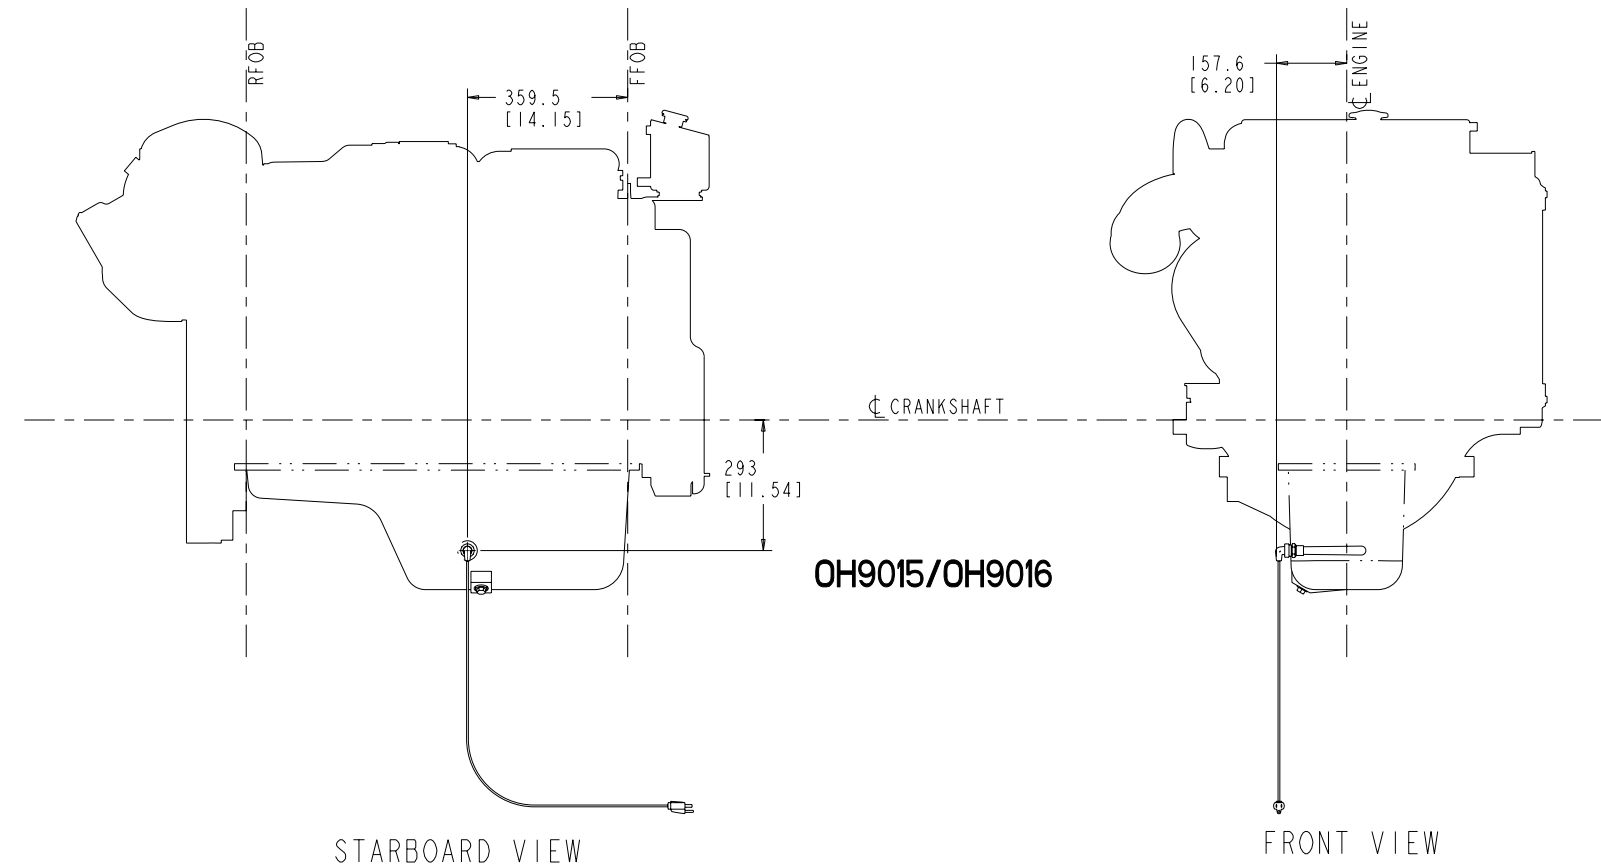 RFOB
FFOB
359.5
[14.15]
157.6
[6.20]
℄ ENGINE
℄ CRANKSHAFT
293
[11.54]
OH9015/OH9016
STARBOARD VIEW
FRONT VIEW